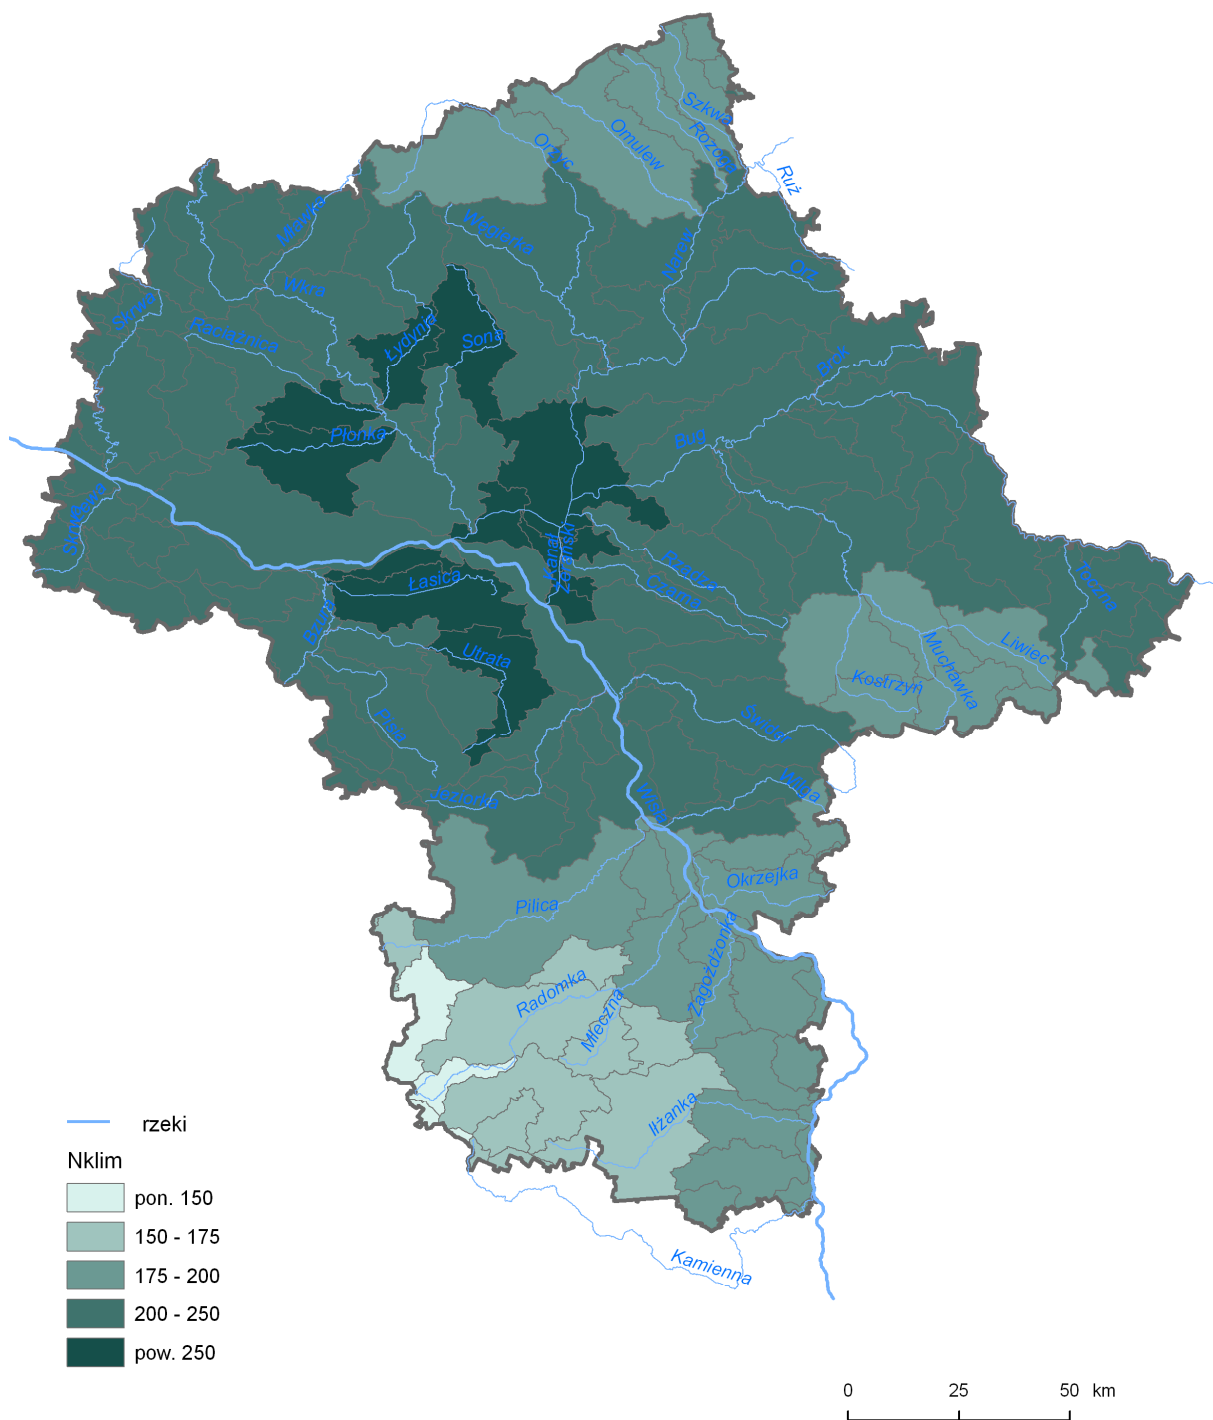 Szkwa
Rozoga
Omulew
Orzyc
Ruż
Mławka
Węgierka
Narew
Orz
Wkra
Skrwa
Raciążnica
Łydynia
Sona
Brok
Płonka
Bug
Skrwa
Kanał
Żerański
Rządza
Czarna
Łasica
Toczna
Bzura
Utrata
Liwiec
Muchawka
Kostrzyń
Pisia
Świder
Wilga
Jeziorka
Wisła
Okrzejka
Pilica
Zagożdżonka
Radomka
Mleczna
Iłżanka
Kamienna
rzeki
Nklim
pon. 150
150 - 175
175 - 200
200 - 250
pow. 250
0 25 50 km